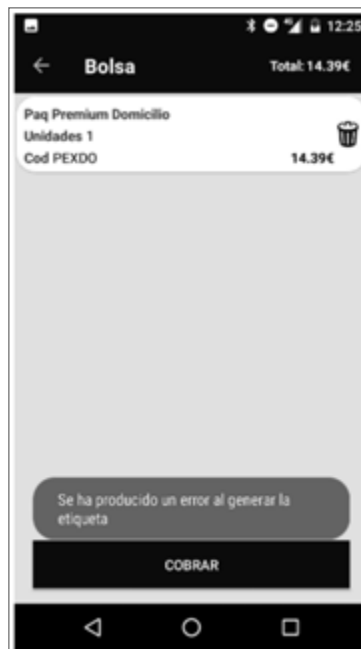 12:25
Bolsa
Total: 14.39€
Paq Premium Domicilio
Unidades 1
Cod PEXDO
14.39€
Se ha producido un error al generar la
etiqueta
COBRAR